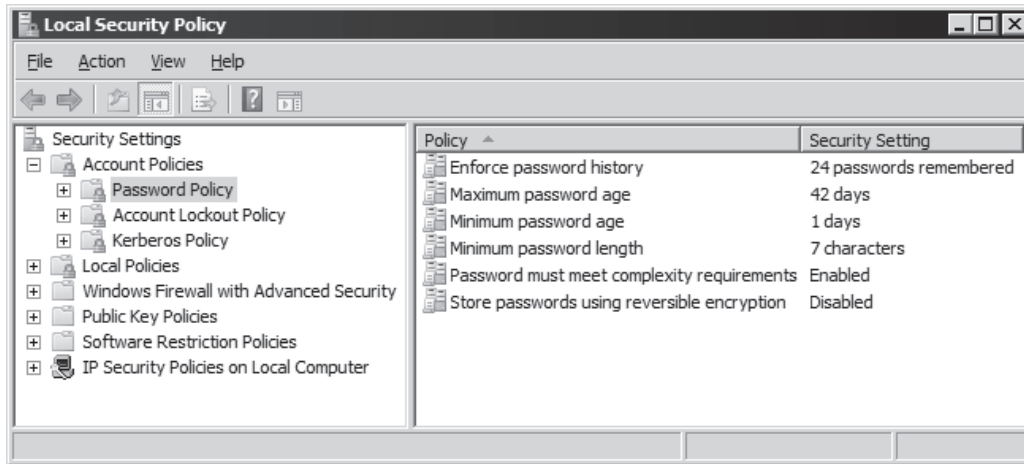 Local Security Policy
File Action View Help
Security Settings
Account Policies
Password Policy
Account Lockout Policy
Kerberos Policy
Local Policies
Windows Firewall with Advanced Security
Public Key Policies
Software Restriction Policies
IP Security Policies on Local Computer
Policy Security Setting
Enforce password history 24 passwords remembered
Maximum password age 42 days
Minimum password age 1 days
Minimum password length 7 characters
Password must meet complexity requirements Enabled
Store passwords using reversible encryption Disabled